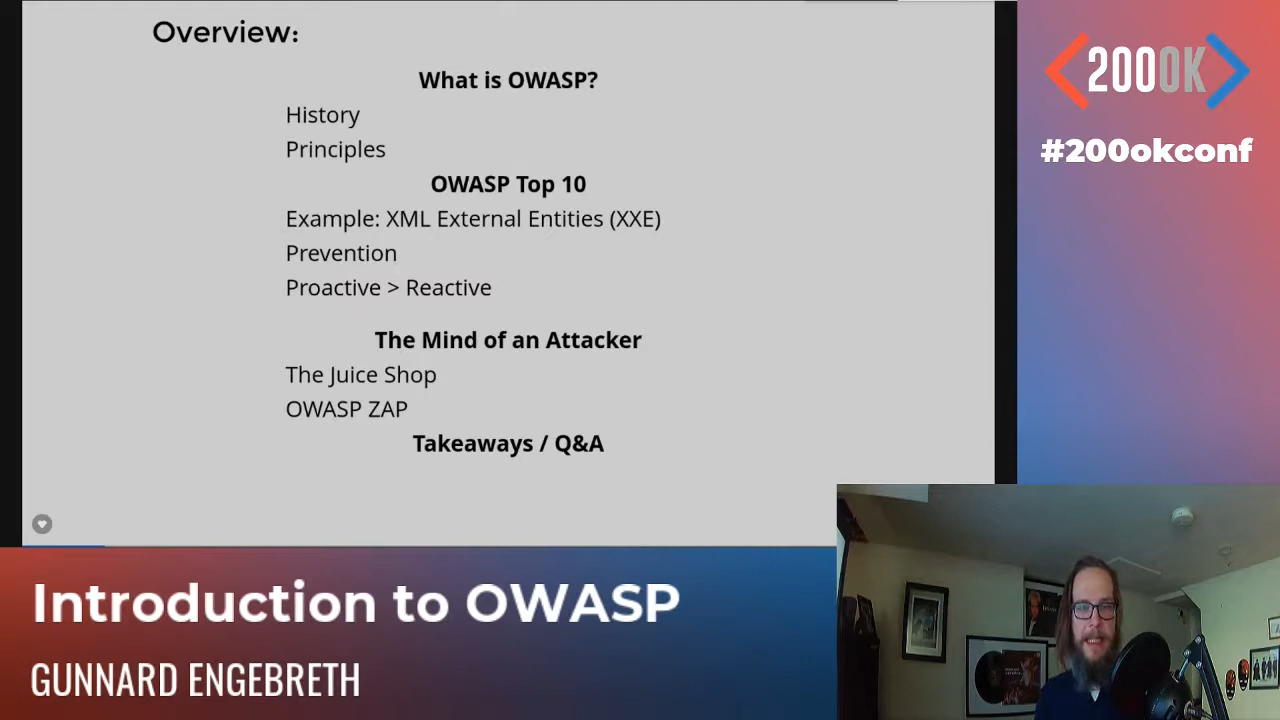 Overview:
What is OWASP?
History
Principles
OWASP Top 10
Example: XML External Entities (XXE)
Prevention
Proactive > Reactive
The Mind of an Attacker
The Juice Shop
OWASP ZAP
Takeaways / Q&A
200OK
#200okconf
Introduction to OWASP
GUNNARD ENGEBRETH